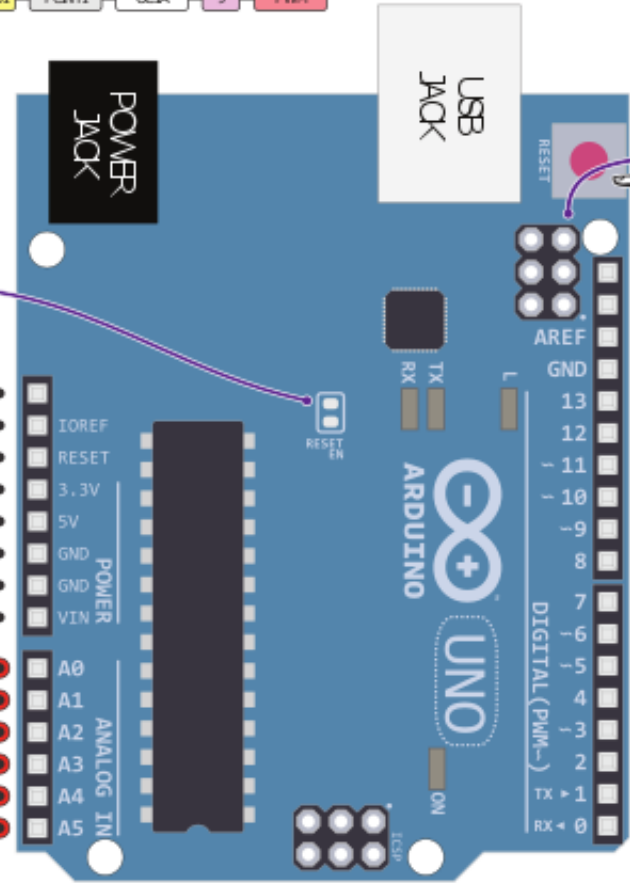 POWER
JACK
USB
JACK
RESET
AREF
GND
13
12
~11
~10
~9
8
7
~6
~5
4
~3
2
TX ▸ 1
RX ◂ 0
DIGITAL (PWM~)
RX
TX
L
IOREF
RESET
3.3V
5V
GND
GND
VIN
POWER
A0
A1
A2
A3
A4
A5
ANALOG IN
RESET
EN
ARDUINO
UNO
ON
ICSP